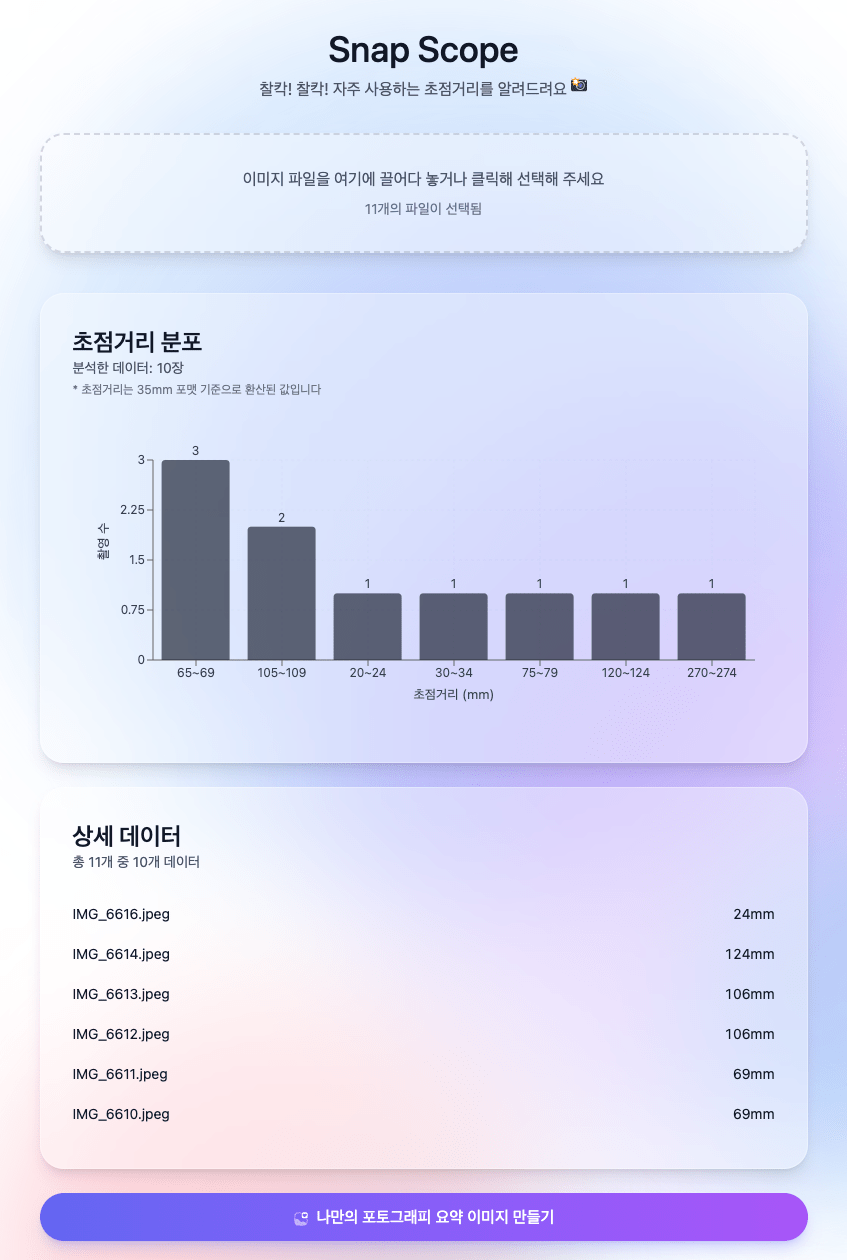 Snap Scope
찰칵! 찰칵! 자주 사용하는 초점거리를 알려드려요 📸
이미지 파일을 여기에 끌어다 놓거나 클릭해 선택해 주세요
11개의 파일이 선택됨
초점거리 분포
분석한 데이터: 10장
* 초점거리는 35mm 포맷 기준으로 환산된 값입니다
촬영 수
3
2.25
1.5
0.75
0
3
2
1
1
1
1
1
65~69
105~109
20~24
30~34
75~79
120~124
270~274
초점거리 (mm)
상세 데이터
총 11개 중 10개 데이터
IMG_6616.jpeg 24mm
IMG_6614.jpeg 124mm
IMG_6613.jpeg 106mm
IMG_6612.jpeg 106mm
IMG_6611.jpeg 69mm
IMG_6610.jpeg 69mm
나만의 포토그래피 요약 이미지 만들기